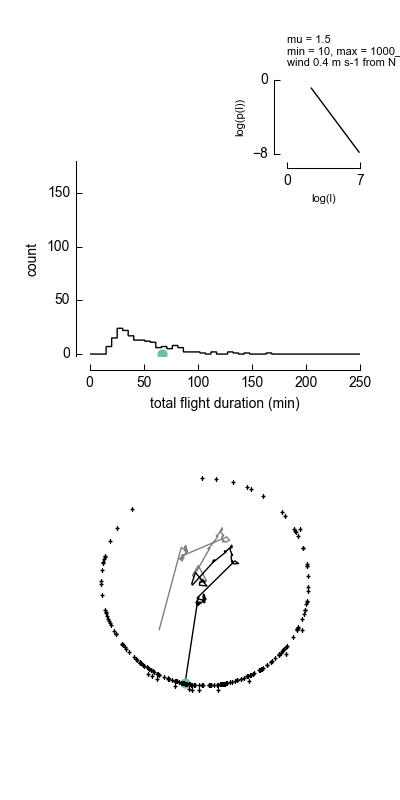 mu = 1.5
min = 10, max = 1000_
wind 0.4 m s-1 from N
0
log(p(l))
−8
0
7
log(l)
150
100
50
0
count
0
50
100
150
200
250
total flight duration (min)